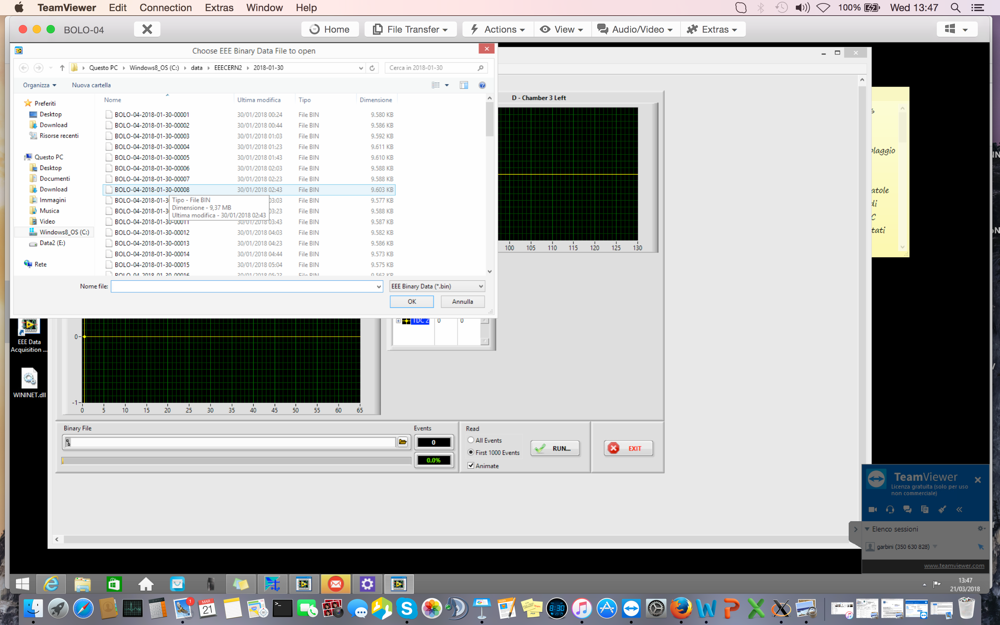 TeamViewer Edit Connection Extras Window Help 100% Wed 13:47
BOLO-04 Home File Transfer Actions View Audio/Video Extras
Choose EEE Binary Data File to open
Questo PC Windows8_OS (C:) data EEECERN2 2018-01-30 Cerca in 2018-01-30
Organizza Nuova cartella
Nome Ultima modifica Tipo Dimensione
Preferiti
Desktop
Download
Risorse recenti
Questo PC
Desktop
Documenti
Download
Immagini
Musica
Video
Windows8_OS (C:)
Data2 (E:)
Rete
BOLO-04-2018-01-30-00001 30/01/2018 00:24 File BIN 9.580 KB
BOLO-04-2018-01-30-00002 30/01/2018 00:44 File BIN 9.586 KB
BOLO-04-2018-01-30-00003 30/01/2018 01:03 File BIN 9.592 KB
BOLO-04-2018-01-30-00004 30/01/2018 01:23 File BIN 9.611 KB
BOLO-04-2018-01-30-00005 30/01/2018 01:43 File BIN 9.610 KB
BOLO-04-2018-01-30-00006 30/01/2018 02:03 File BIN 9.588 KB
BOLO-04-2018-01-30-00007 30/01/2018 02:23 File BIN 9.588 KB
BOLO-04-2018-01-30-00008 30/01/2018 02:43 File BIN 9.603 KB
BOLO-04-2018-01-3 03:03 File BIN 9.577 KB
BOLO-04-2018-01-3 03:23 File BIN 9.588 KB
BOLO-04-2018-01-30-00011 30/01/2018 03:43 File BIN 9.587 KB
BOLO-04-2018-01-30-00012 30/01/2018 04:03 File BIN 9.582 KB
BOLO-04-2018-01-30-00013 30/01/2018 04:23 File BIN 9.586 KB
BOLO-04-2018-01-30-00014 30/01/2018 04:44 File BIN 9.573 KB
BOLO-04-2018-01-30-00015 30/01/2018 05:04 File BIN 9.575 KB
BOLO-04-2018-01-30-00016 30/01/2018 05:23 File BIN 9.563 KB
Tipo - File BIN
Dimensione - 9,37 MB
Ultima modifica - 30/01/2018 02:43
Nome file: EEE Binary Data (*.bin)
OK Annulla
D - Chamber 3 Left
100 105 110 115 120 125 130
laggio
atole
di
C
tati
TDC 2 0 0
EEE Data
Acquisition ...
WININET.dll
0
-1
0 5 10 15 20 25 30 35 40 45 50 55 60 65
Binary File Events
0
0.0%
Read
All Events
First 1000 Events
Animate
RUN...
EXIT
TeamViewer
Licenza gratuita (solo per uso
non commerciale)
Elenco sessioni
garbini (350 630 828)
www.teamviewer.com
13:47
21/03/2018
1
MAR
21
PAGES
8:30